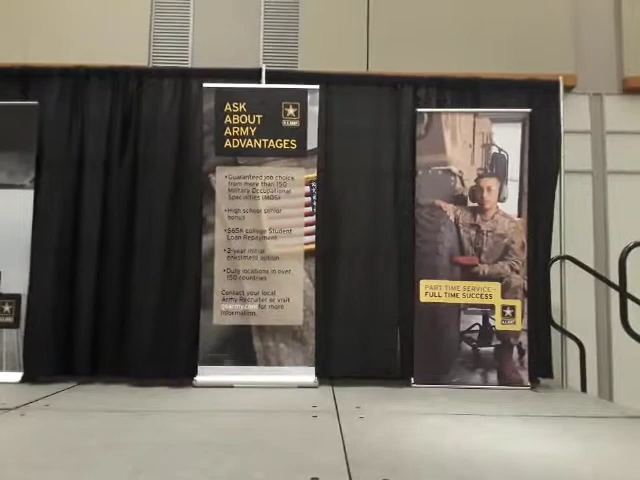 ASK
ABOUT
ARMY
ADVANTAGES
U.S. ARMY
• Guaranteed job choice
from more than 150
Military Occupational
Specialties (MOS)
• High school senior
bonus
• $65K college Student
Loan Repayment
• 2-year initial
enlistment option
• Duty locations in over
150 countries
Contact your local
Army Recruiter or visit
goarmy.com for more
information.
PART TIME SERVICE -
FULL TIME SUCCESS
U.S. ARMY